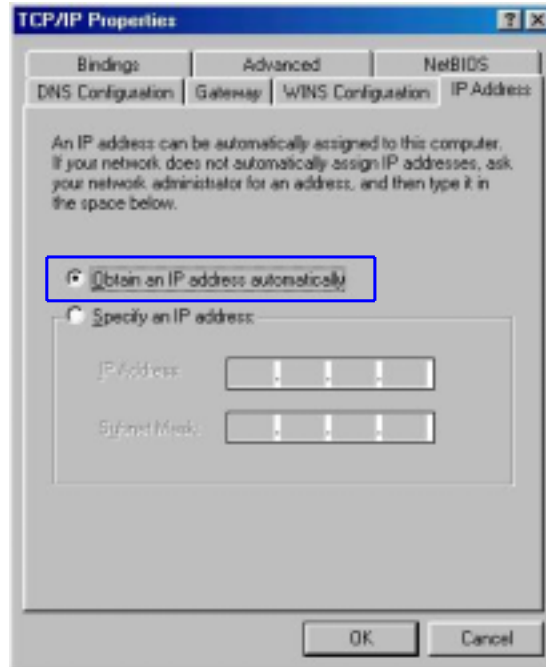 TCP/IP Properties
Bindings Advanced NetBIOS
DNS Configuration Gateway WINS Configuration IP Address
An IP address can be automatically assigned to this computer.
If your network does not automatically assign IP addresses, ask
your network administrator for an address, and then type it in
the space below.
Obtain an IP address automatically
Specify an IP address:
IP Address:
Subnet Mask:
OK Cancel